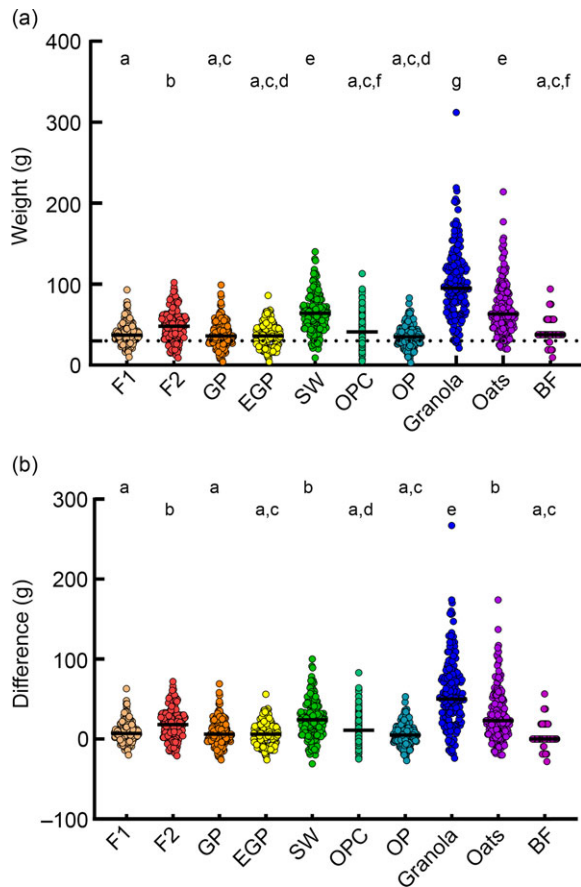 (a)
400
300
200
100
0
Weight (g)
a
b
a,c
a,c,d
e
a,c,f
a,c,d
g
e
a,c,f
F1
F2
GP
EGP
SW
OPC
OP
Granola
Oats
BF
(b)
300
200
100
0
–100
Difference (g)
a
b
a
a,c
b
a,d
a,c
e
b
a,c
F1
F2
GP
EGP
SW
OPC
OP
Granola
Oats
BF